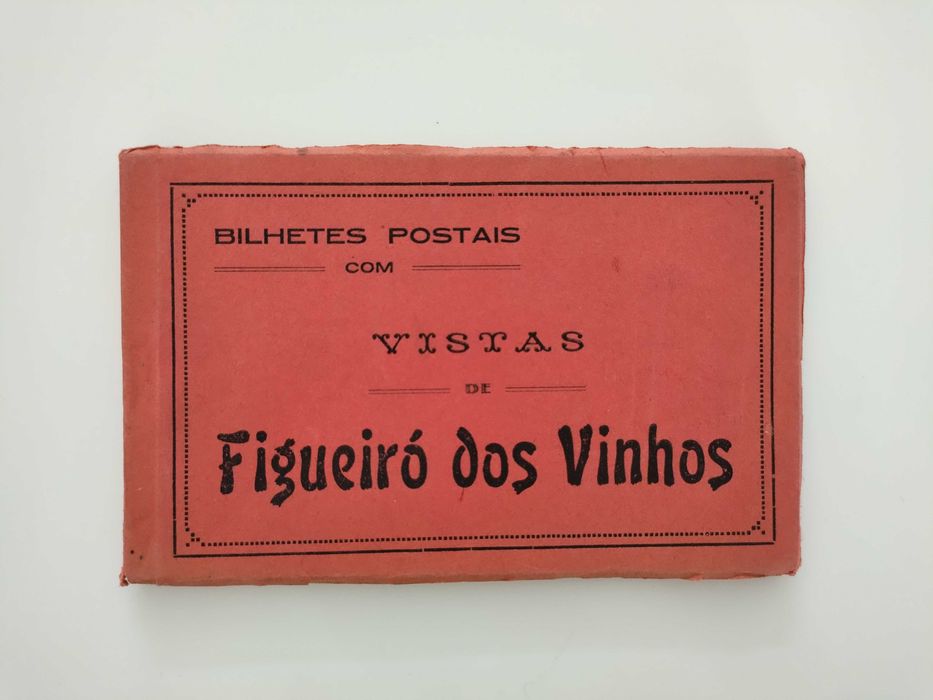 BILHETES POSTAIS
COM
VISTAS
DE
Figueiró dos Vinhos